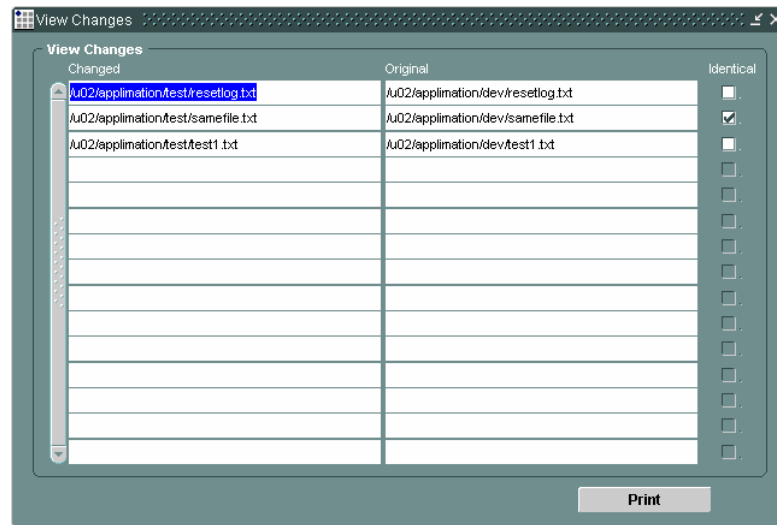 View Changes
View Changes
Changed Original Identical
/u02/applimation/test/resetlog.txt /u02/applimation/dev/resetlog.txt
/u02/applimation/test/samefile.txt /u02/applimation/dev/samefile.txt
/u02/applimation/test/test1.txt /u02/applimation/dev/test1.txt
Print